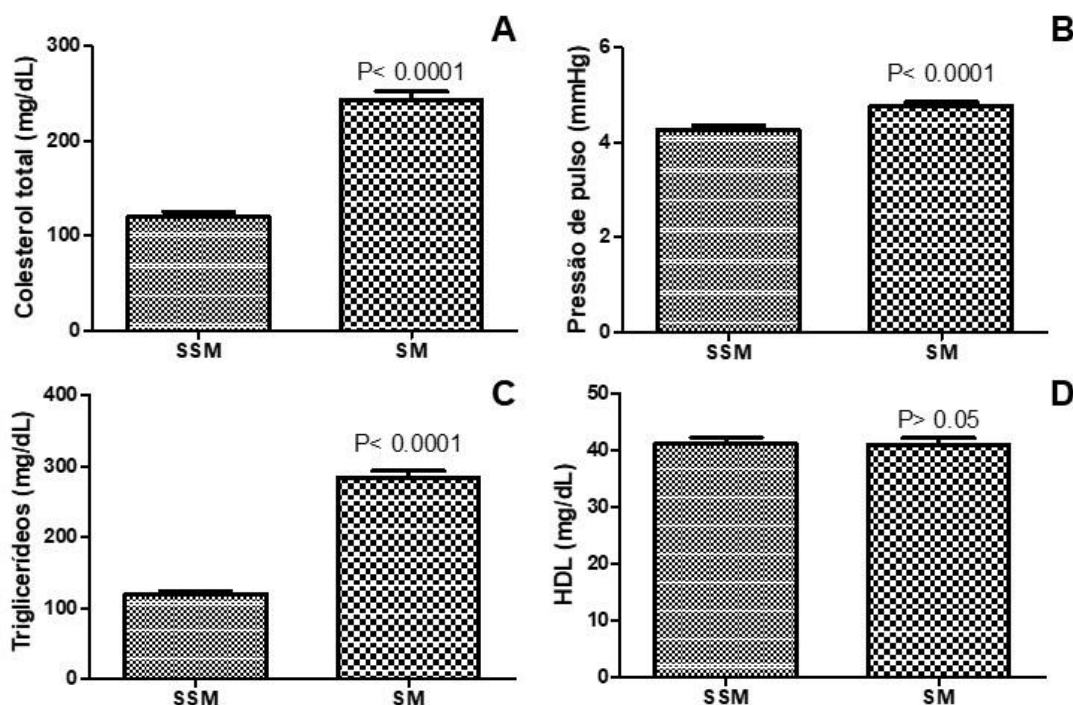 A
Colesterol total (mg/dL)
300
200
100
0
P< 0.0001
SSM
SM
B
Pressão de pulso (mmHg)
6
4
2
0
P< 0.0001
SSM
SM
C
Triglicerídeos (mg/dL)
400
300
200
100
0
P< 0.0001
SSM
SM
D
HDL (mg/dL)
50
40
30
20
10
0
P> 0.05
SSM
SM